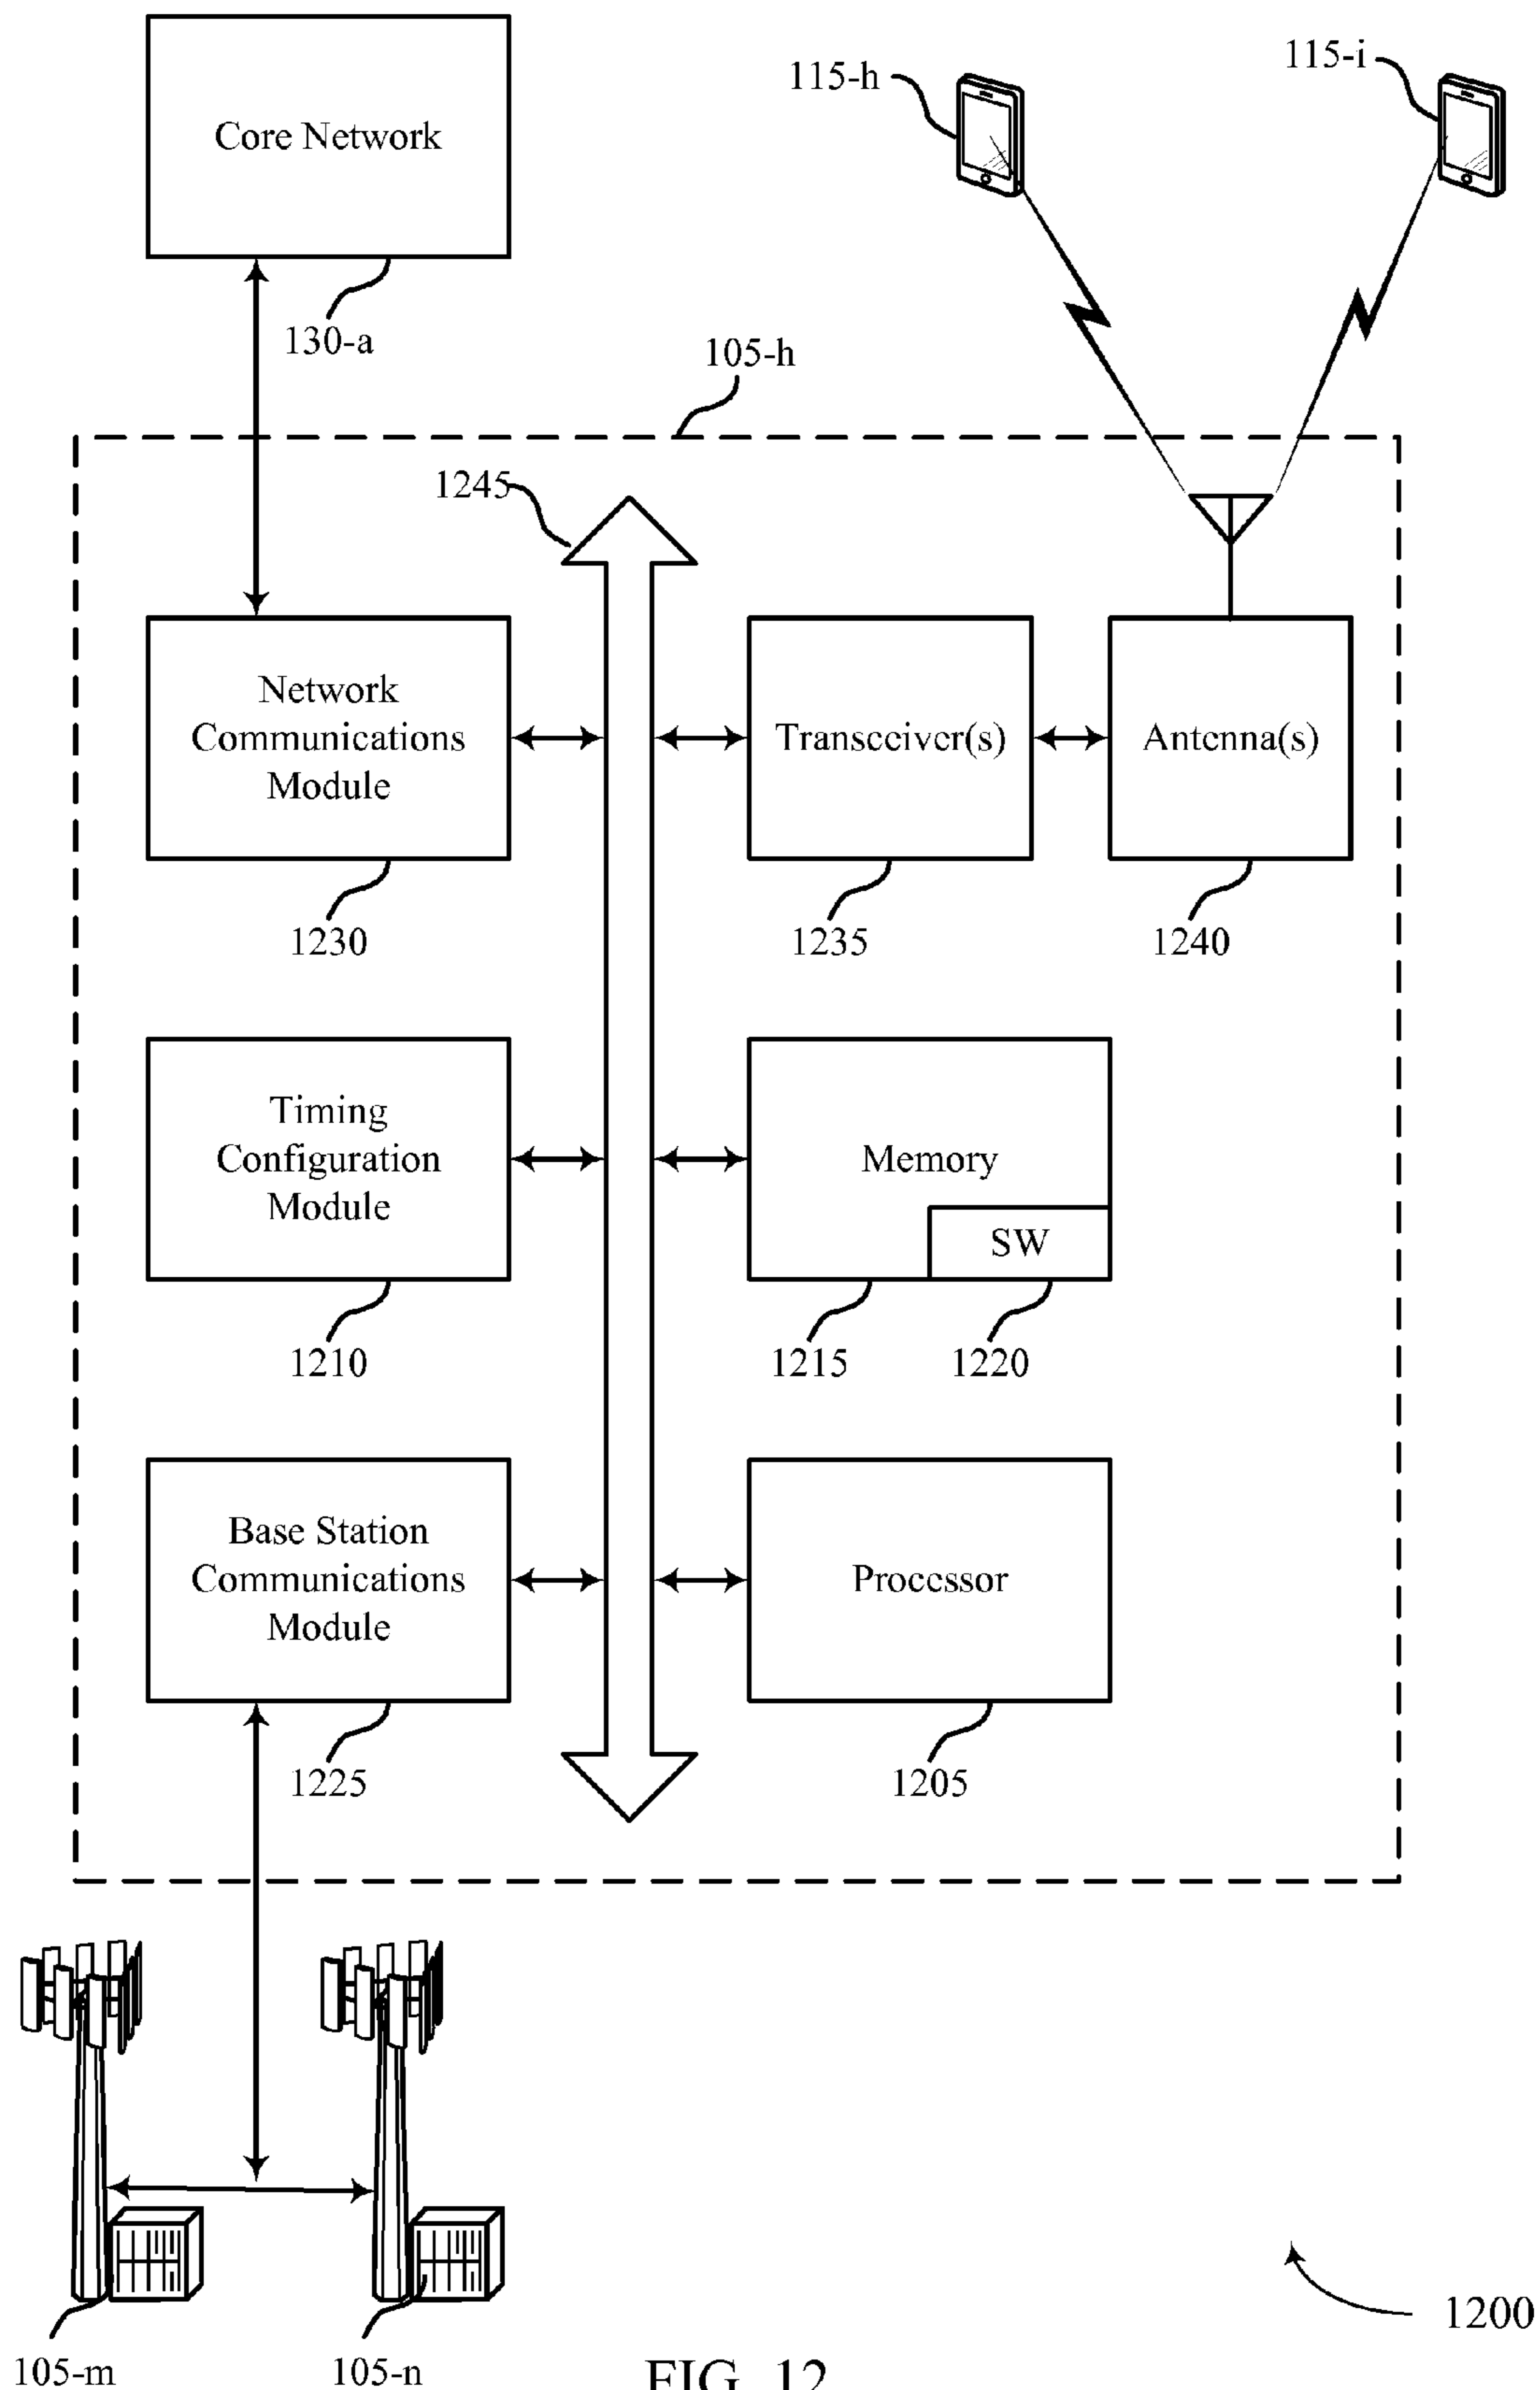 Core Network
115-h
115-i
130-a
105-h
1245
Network
Communications
Module
Transceiver(s)
Antenna(s)
1230
1235
1240
Timing
Configuration
Module
Memory
SW
1210
1215
1220
Base Station
Communications
Module
Processor
1225
1205
1200
105-m
105-n
FIG. 12